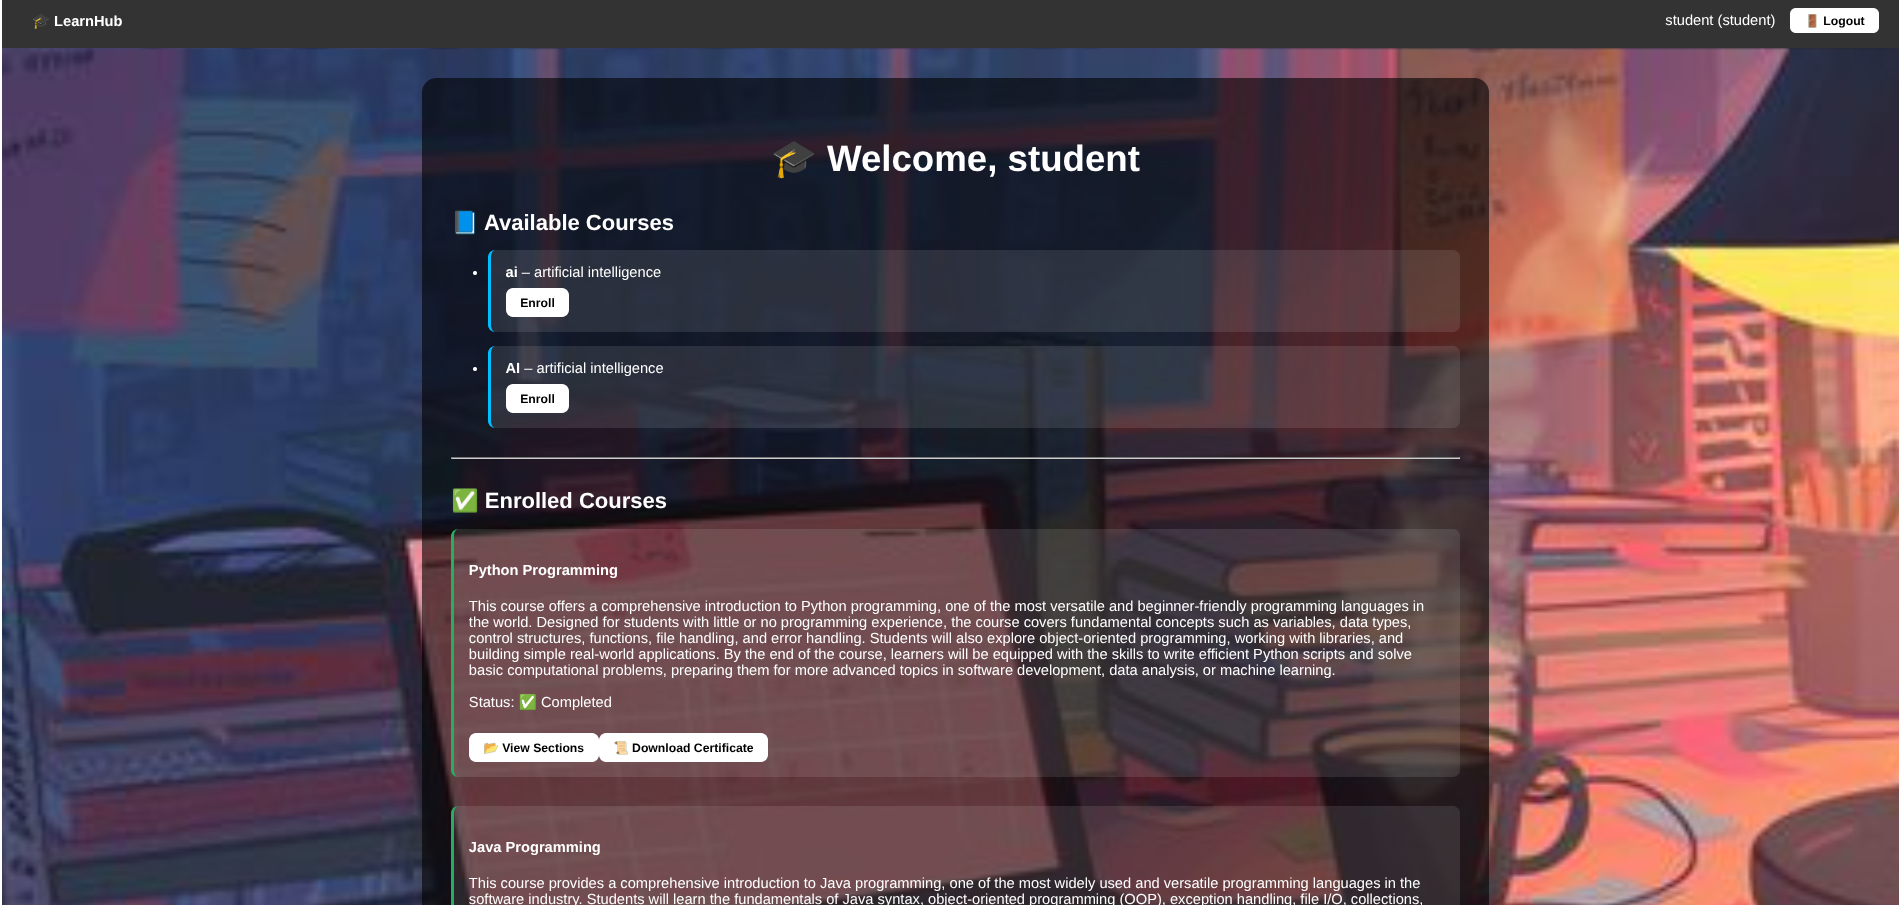 🎓 LearnHub
student (student)
🚪 Logout
🎓 Welcome, student
📘 Available Courses
• ai – artificial intelligence
Enroll
• AI – artificial intelligence
Enroll
✅ Enrolled Courses
Python Programming
This course offers a comprehensive introduction to Python programming, one of the most versatile and beginner-friendly programming languages in
the world. Designed for students with little or no programming experience, the course covers fundamental concepts such as variables, data types,
control structures, functions, file handling, and error handling. Students will also explore object-oriented programming, working with libraries, and
building simple real-world applications. By the end of the course, learners will be equipped with the skills to write efficient Python scripts and solve
basic computational problems, preparing them for more advanced topics in software development, data analysis, or machine learning.
Status: ✅ Completed
📂 View Sections
📜 Download Certificate
Java Programming
This course provides a comprehensive introduction to Java programming, one of the most widely used and versatile programming languages in the
software industry. Students will learn the fundamentals of Java syntax, object-oriented programming (OOP), exception handling, file I/O, collections,